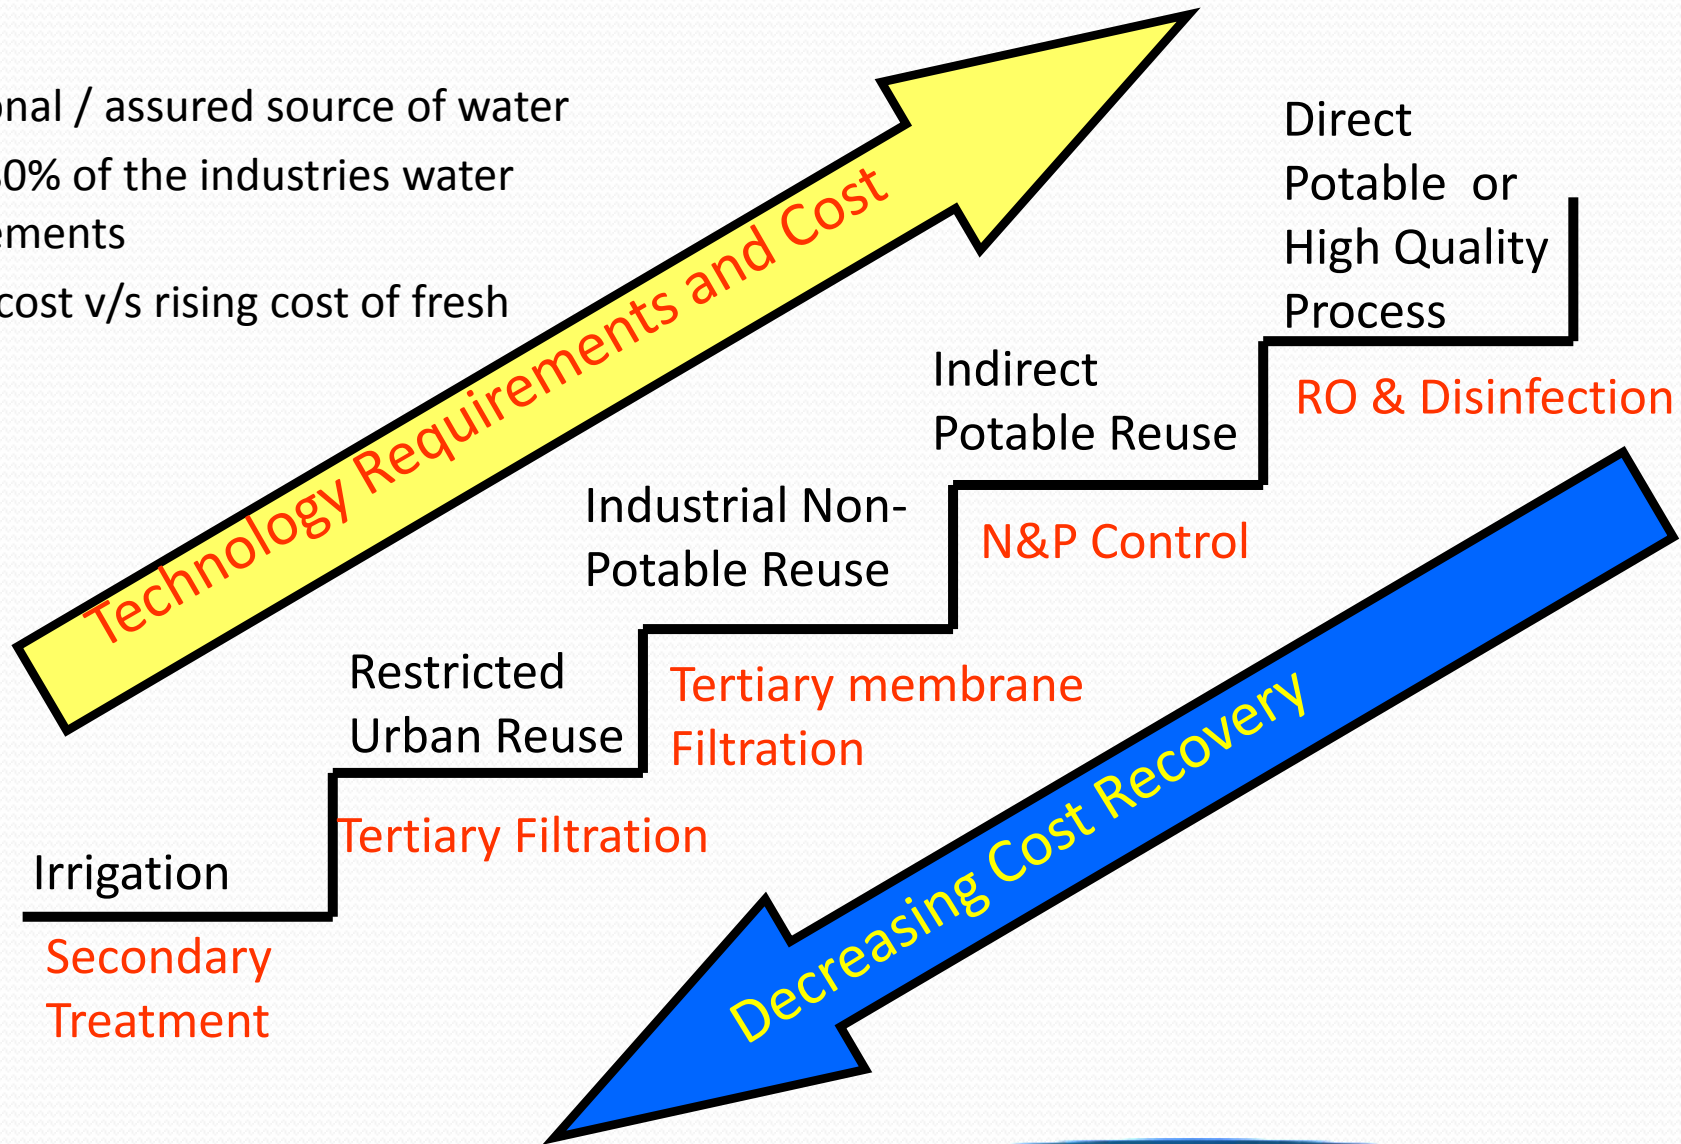 onal / assured source of water
0% of the industries water
ements
cost v/s rising cost of fresh
Technology Requirements and Cost
Direct
Potable or
High Quality
Process
RO & Disinfection
Indirect
Potable Reuse
N&P Control
Industrial Non-
Potable Reuse
Tertiary membrane
Filtration
Restricted
Urban Reuse
Tertiary Filtration
Irrigation
Secondary
Treatment
Decreasing Cost Recovery